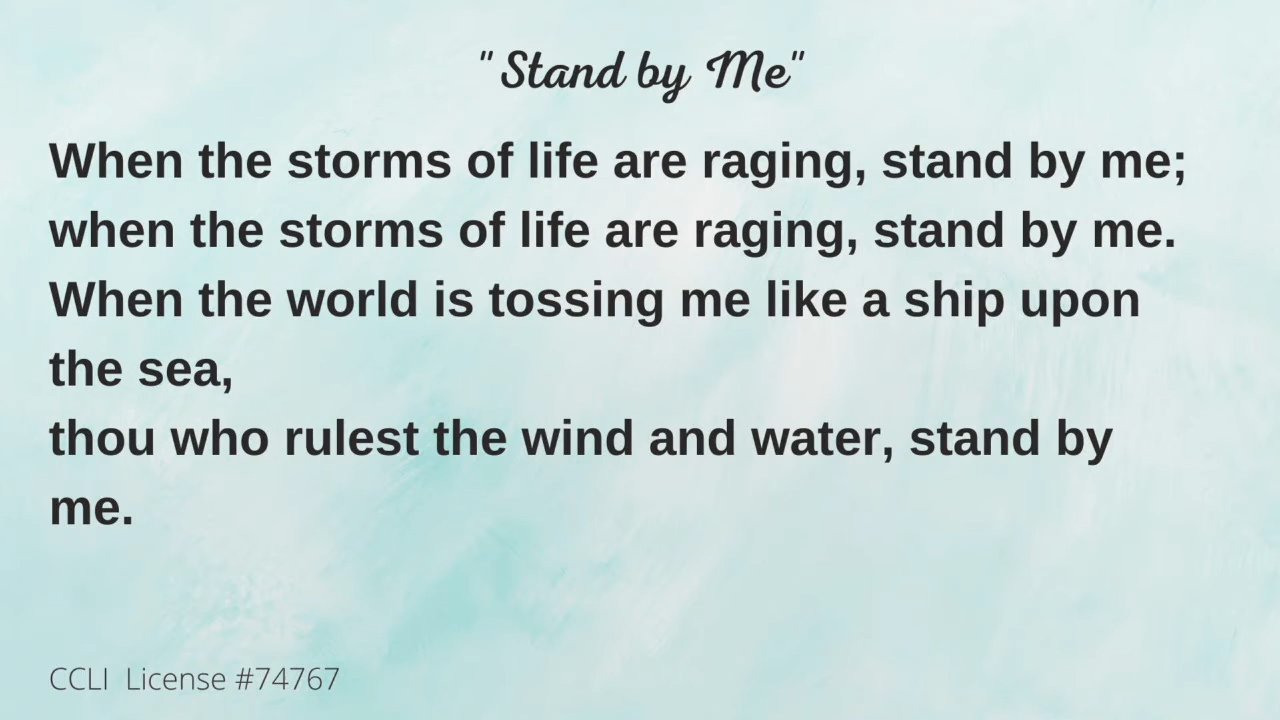 "Stand by Me"
When the storms of life are raging, stand by me;
when the storms of life are raging, stand by me.
When the world is tossing me like a ship upon
the sea,
thou who rulest the wind and water, stand by
me.
CCLI License #74767